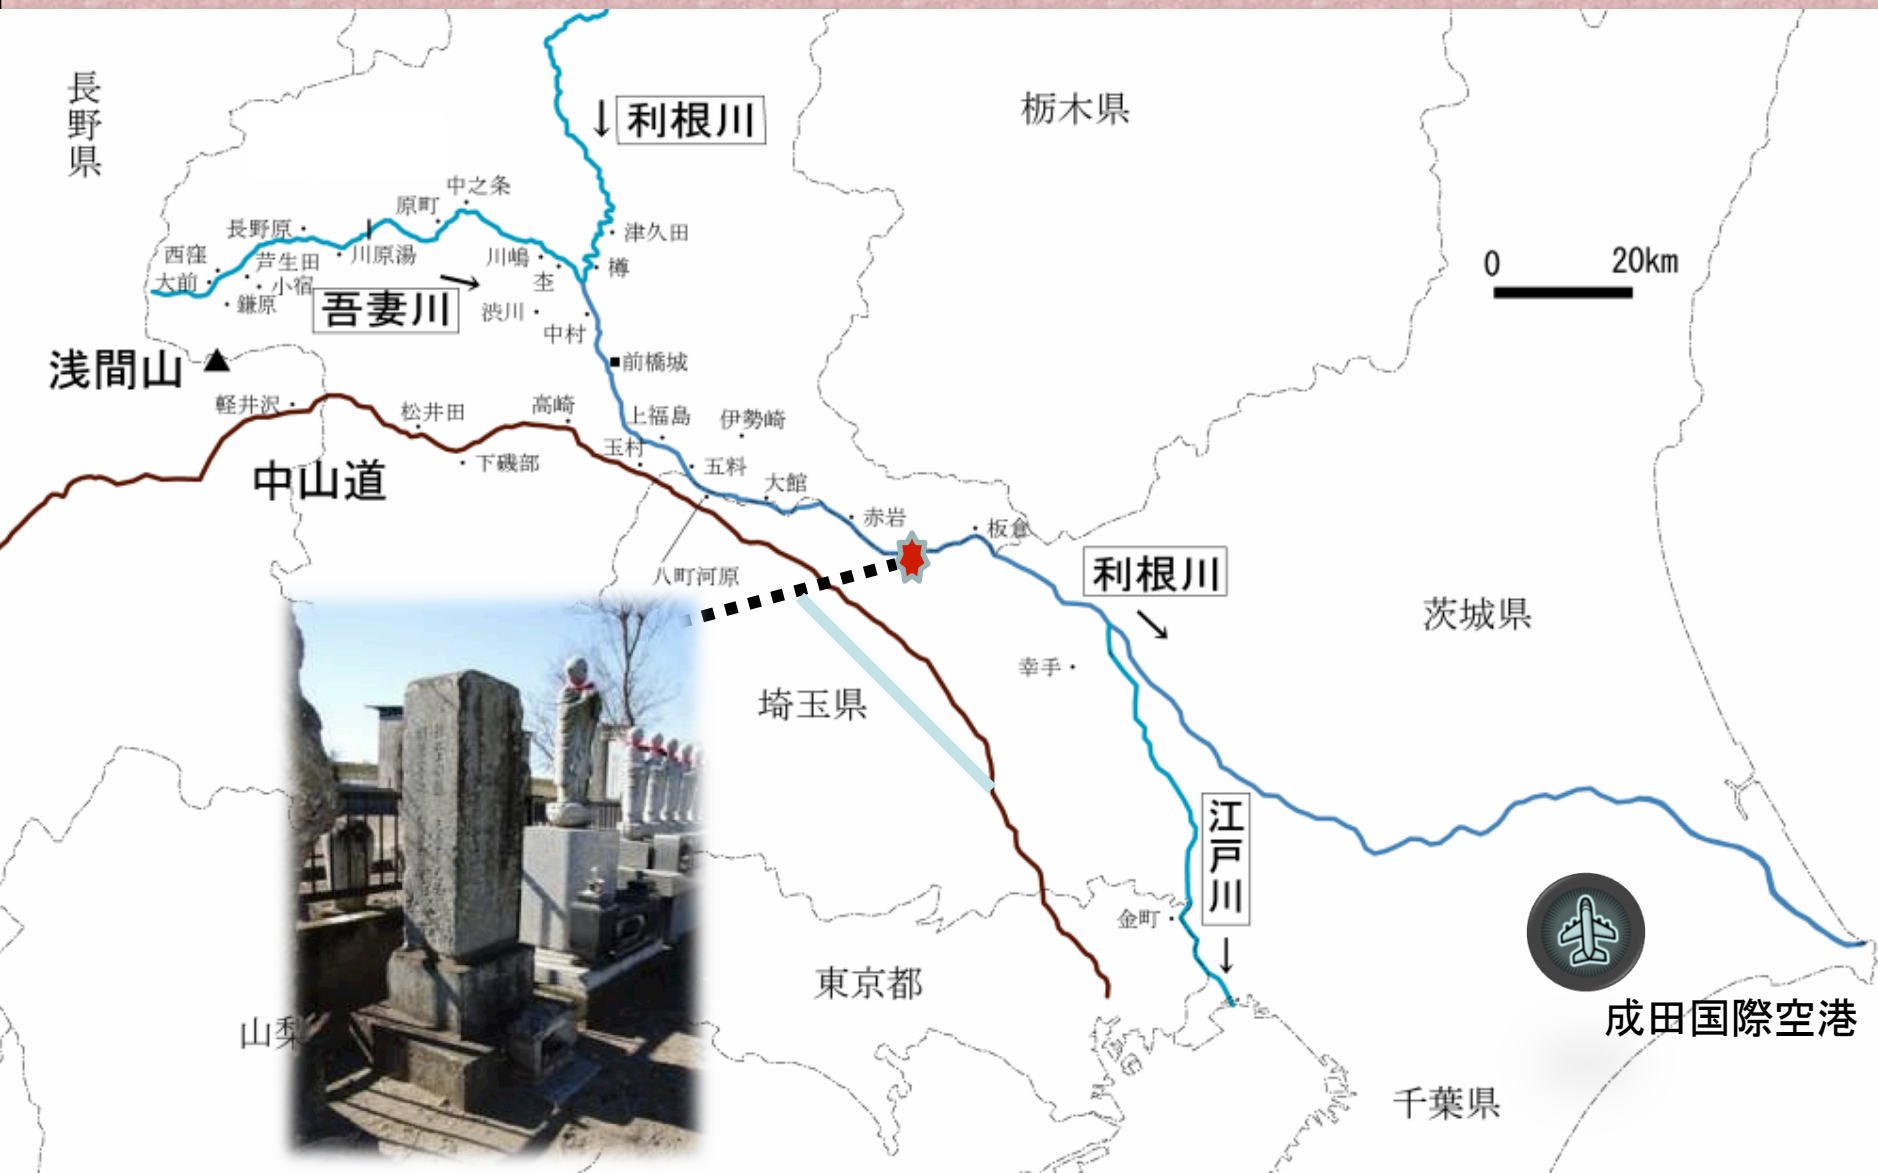 長野県
利根川
栃木県
中之条
原町
長野原
津久田
西窪
芦生田
川原湯
川嶋
樽
大前
小宿
杢
0
20km
鎌原
吾妻川
渋川
中村
浅間山
前橋城
軽井沢
松井田
高崎
上福島
伊勢崎
玉村
下磯部
五料
中山道
大館
赤岩
板倉
八町河原
利根川
茨城県
幸手
埼玉県
江戸川
金町
東京都
成田国際空港
山梨
千葉県